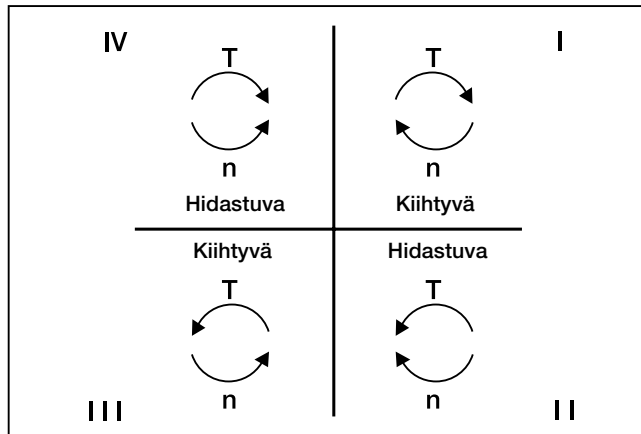 IV I
T T
n n
Hidastuva Kiihtyvä
Kiihtyvä Hidastuva
T T
n n
III II